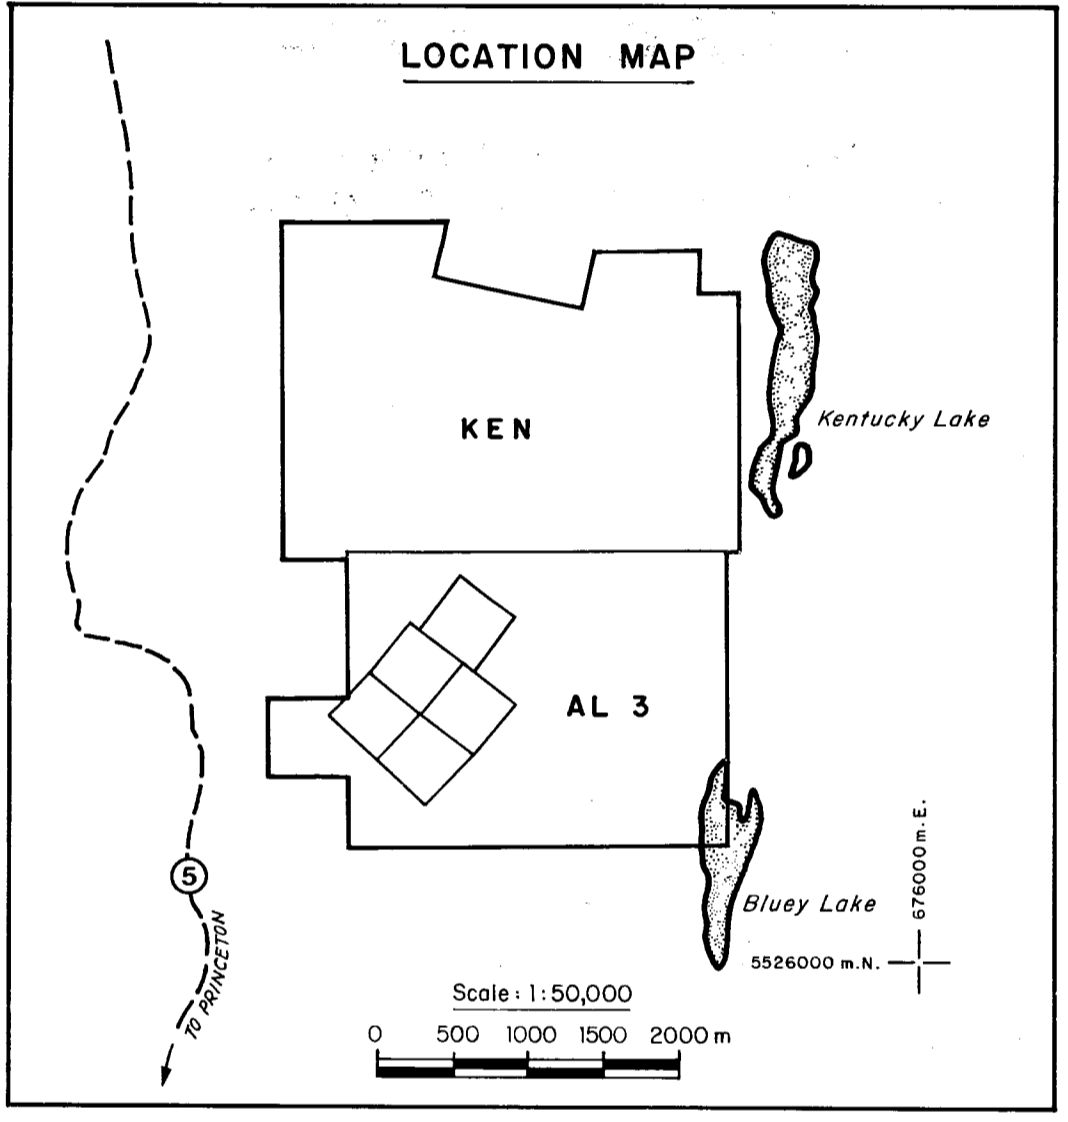 LOCATION MAP
KEN
Kentucky Lake
AL 3
676000m.E.
5
Bluey Lake
TO PRINCETON
5526000 m.N.
Scale: 1:50,000
0 500 1000 1500 2000 m